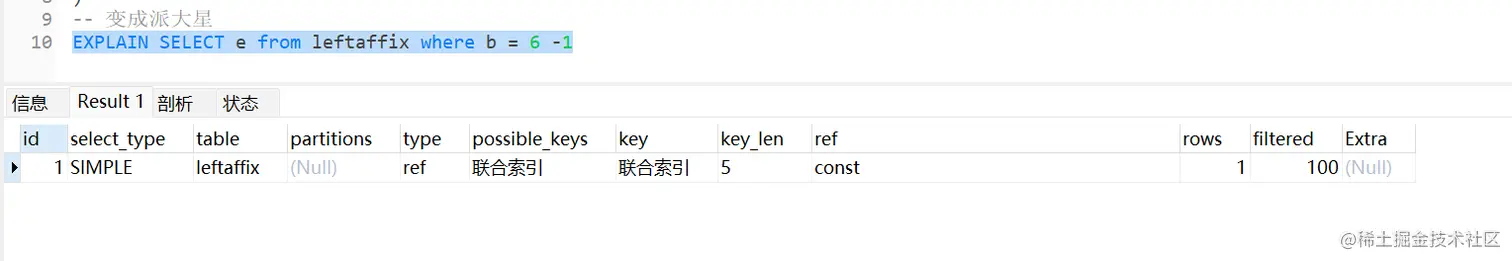 9 -- 变成派大星
10 EXPLAIN SELECT e from leftaffix where b = 6 -1
信息 Result 1 剖析 状态
id select_type table partitions type possible_keys key key_len ref rows filtered Extra
1 SIMPLE leftaffix (Null) ref 联合索引 联合索引 5 const 1 100 (Null)
@稀土掘金技术社区